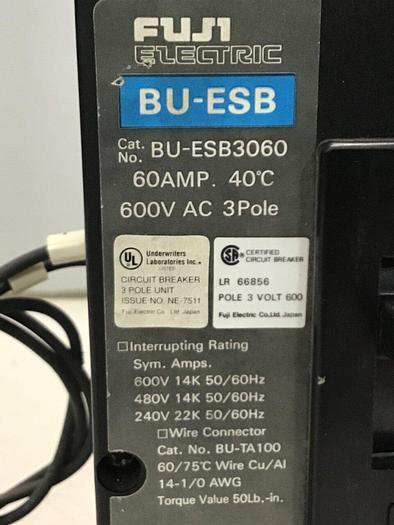 FUJI
ELECTRIC
BU-ESB
Cat. No. BU-ESB3060
60AMP. 40℃
600V AC 3Pole
UL Underwriters Laboratories Inc.®
LISTED
CIRCUIT BREAKER
3 POLE UNIT
ISSUE NO. NE-7511
Fuji Electric Co. Ltd. Japan
SA CERTIFIED
CIRCUIT BREAKER
LR 66856
POLE 3 VOLT 600
Fuji Electric Co.,Ltd. Japan
□Interrupting Rating
Sym. Amps.
600V 14K 50/60Hz
480V 14K 50/60Hz
240V 22K 50/60Hz
□Wire Connector
Cat. No. BU-TA100
60/75℃ Wire Cu/Al
14-1/0 AWG
Torque Value 50Lb.-in.